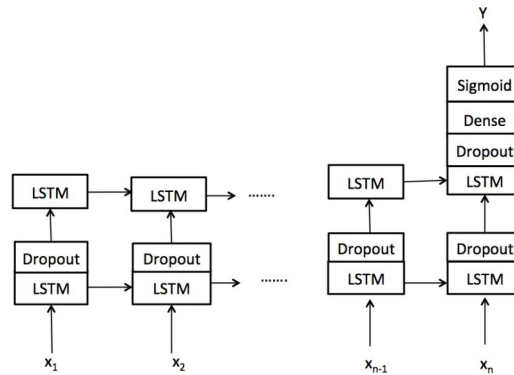 Y
Sigmoid
Dense
Dropout
LSTM LSTM ....... LSTM LSTM
Dropout Dropout Dropout Dropout
LSTM LSTM ....... LSTM LSTM
x1 x2 xn-1 xn